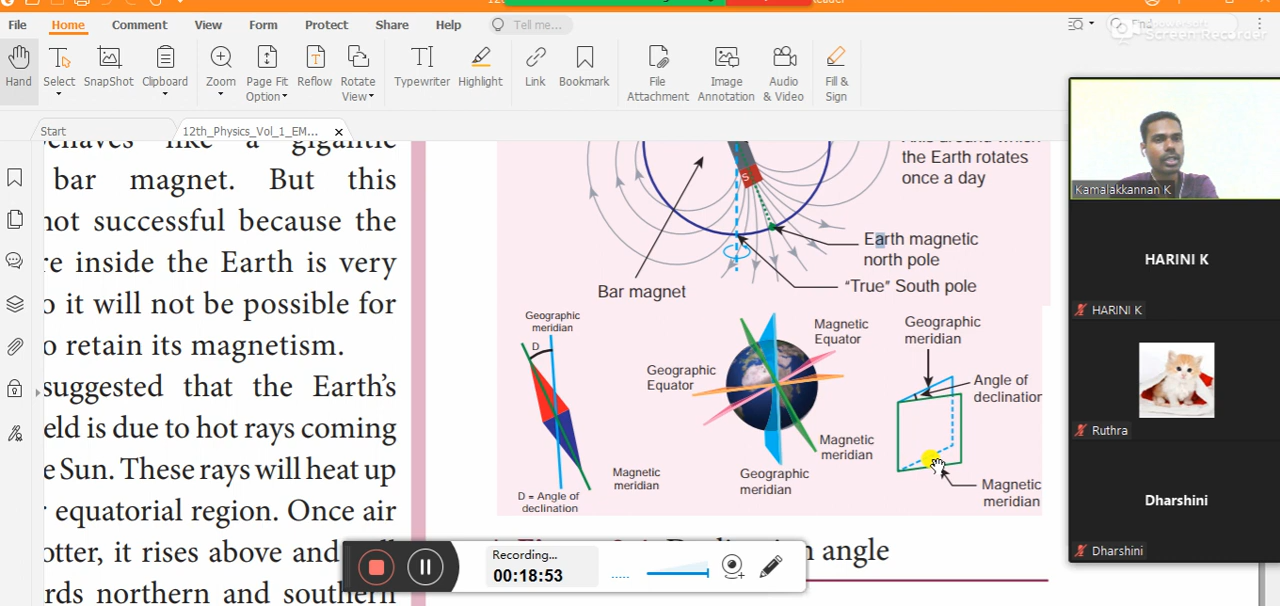 File Home Comment View Form Protect Share Help Tell me... Find
Screen Recorder
Hand Select SnapShot Clipboard Zoom Page Fit Option Reflow Rotate View Typewriter Highlight Link Bookmark File Attachment Image Annotation Audio & Video Fill & Sign
Start 12th_Physics_Vol_1_EM...
like a gigantic
bar magnet. But this
not successful because the
re inside the Earth is very
o it will not be possible for
o retain its magnetism.
suggested that the Earth's
eld is due to hot rays coming
e Sun. These rays will heat up
equatorial region. Once air
otter, it rises above and
rds northern and southern
S
the Earth rotates
once a day
Earth magnetic
north pole
"True" South pole
Bar magnet
Geographic
meridian
D
Magnetic
meridian
D = Angle of
declination
Magnetic
Equator
Geographic
Equator
Magnetic
meridian
Geographic
meridian
Geographic
meridian
Angle of
declination
Magnetic
meridian
angle
Recording...
00:18:53
Kamalakkannan K
HARINI K
HARINI K
Ruthra
Dharshini
Dharshini